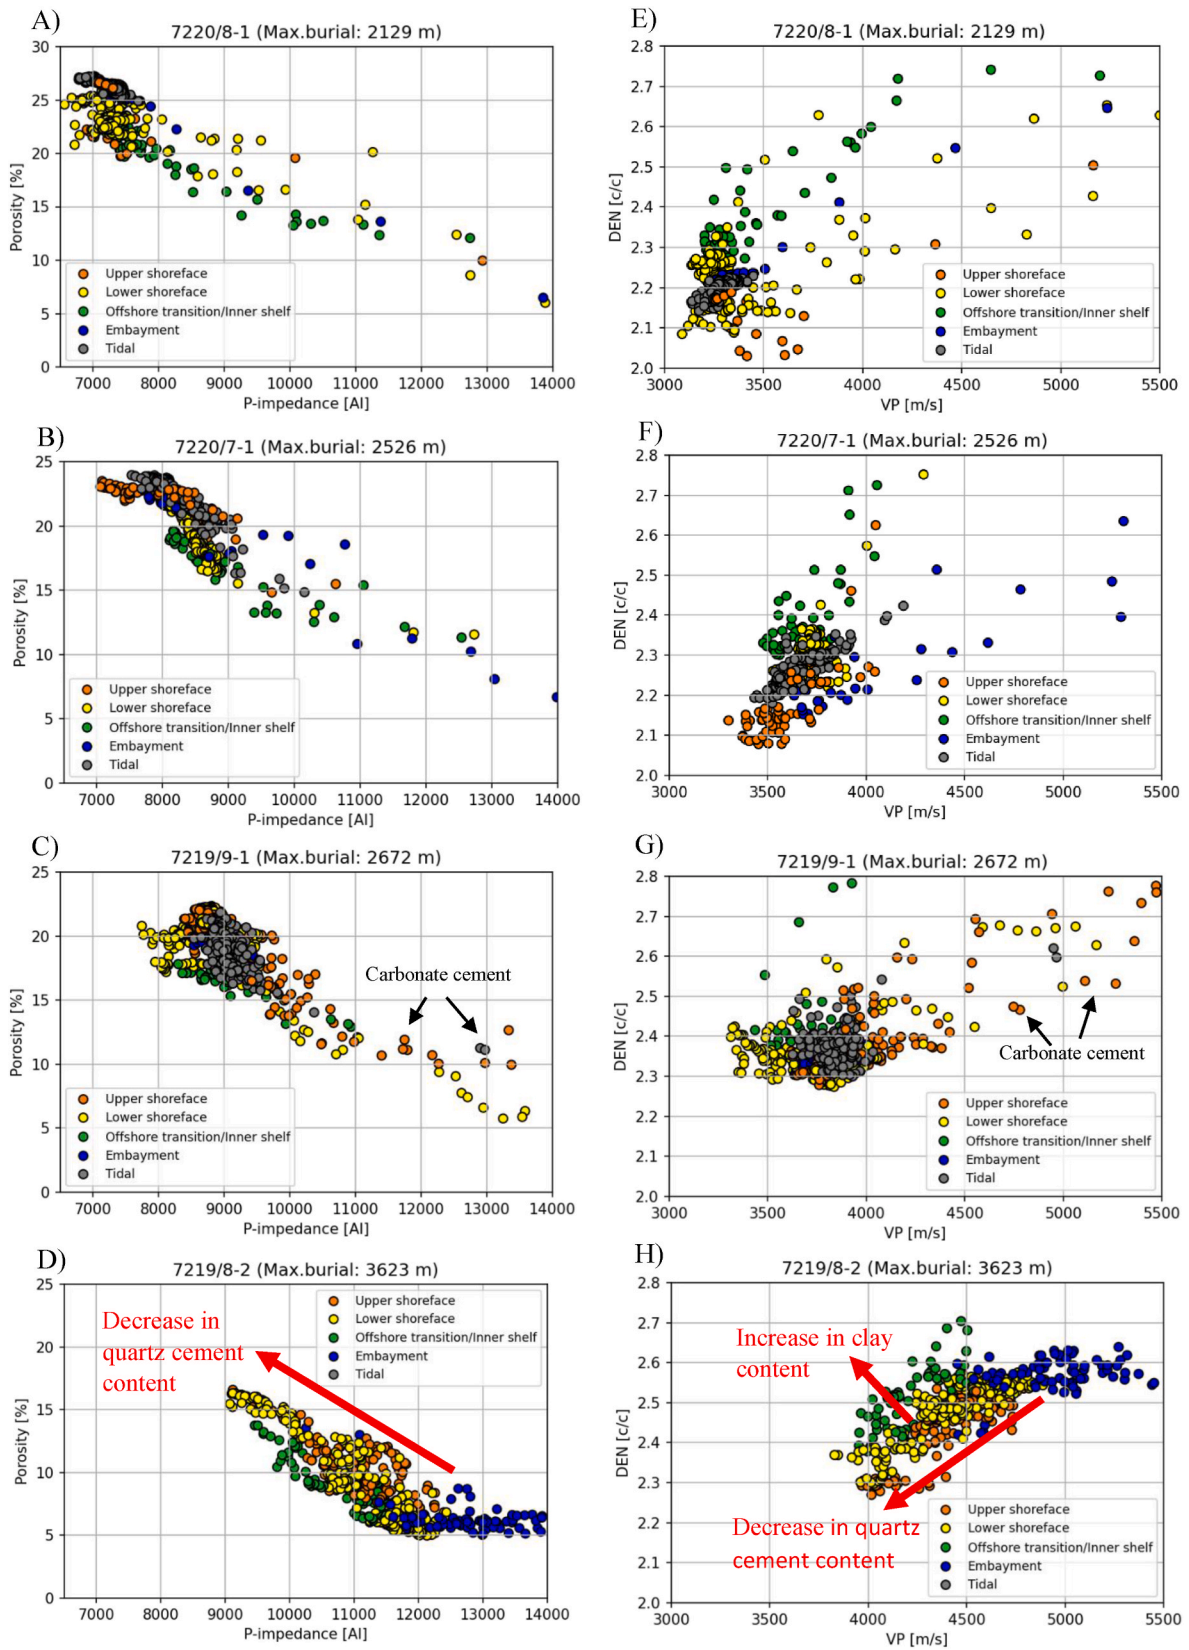 A)
7220/8-1 (Max.burial: 2129 m)
30
25
20
15
10
5
0
Porosity [%]
Upper shoreface
Lower shoreface
Offshore transition/Inner shelf
Embayment
Tidal
7000 8000 9000 10000 11000 12000 13000 14000
P-impedance [AI]
E)
7220/8-1 (Max.burial: 2129 m)
2.8
2.7
2.6
2.5
2.4
2.3
2.2
2.1
2.0
DEN [c/c]
Upper shoreface
Lower shoreface
Offshore transition/Inner shelf
Embayment
Tidal
3000 3500 4000 4500 5000 5500
VP [m/s]
B)
7220/7-1 (Max.burial: 2526 m)
25
20
15
10
5
0
Porosity [%]
Upper shoreface
Lower shoreface
Offshore transition/Inner shelf
Embayment
Tidal
7000 8000 9000 10000 11000 12000 13000 14000
P-impedance [AI]
F)
7220/7-1 (Max.burial: 2526 m)
2.8
2.7
2.6
2.5
2.4
2.3
2.2
2.1
2.0
DEN [c/c]
Upper shoreface
Lower shoreface
Offshore transition/Inner shelf
Embayment
Tidal
3000 3500 4000 4500 5000 5500
VP [m/s]
C)
7219/9-1 (Max.burial: 2672 m)
25
20
15
10
5
0
Porosity [%]
Carbonate cement
Upper shoreface
Lower shoreface
Offshore transition/Inner shelf
Embayment
Tidal
7000 8000 9000 10000 11000 12000 13000 14000
P-impedance [AI]
G)
7219/9-1 (Max.burial: 2672 m)
2.8
2.7
2.6
2.5
2.4
2.3
2.2
2.1
2.0
DEN [c/c]
Carbonate cement
Upper shoreface
Lower shoreface
Offshore transition/Inner shelf
Embayment
Tidal
3000 3500 4000 4500 5000 5500
VP [m/s]
D)
7219/8-2 (Max.burial: 3623 m)
25
20
15
10
5
0
Porosity [%]
Decrease in
quartz cement
content
Upper shoreface
Lower shoreface
Offshore transition/Inner shelf
Embayment
Tidal
7000 8000 9000 10000 11000 12000 13000 14000
P-impedance [AI]
H)
7219/8-2 (Max.burial: 3623 m)
2.8
2.7
2.6
2.5
2.4
2.3
2.2
2.1
2.0
DEN [c/c]
Increase in clay
content
Decrease in quartz
cement content
Upper shoreface
Lower shoreface
Offshore transition/Inner shelf
Embayment
Tidal
3000 3500 4000 4500 5000 5500
VP [m/s]